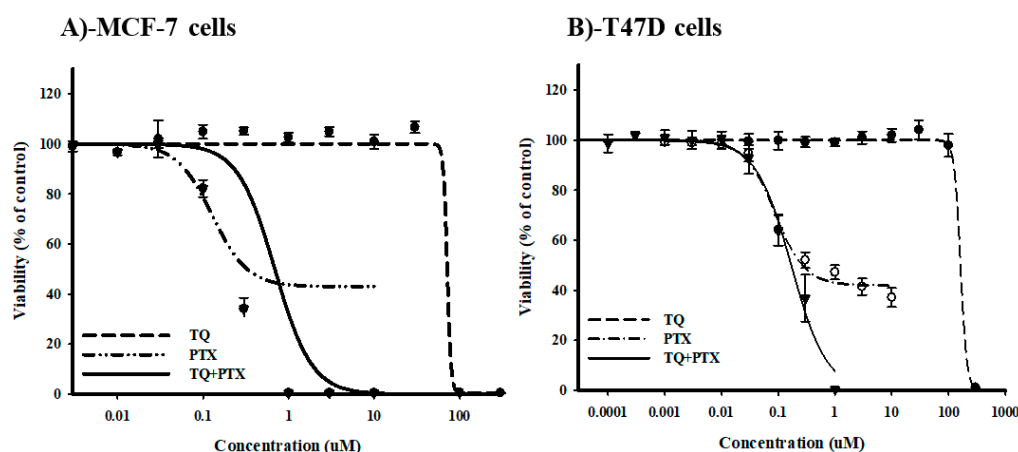 A)-MCF-7 cells
B)-T47D cells
Viability (% of control)
120
100
80
60
40
20
0
TQ
PTX
TQ+PTX
0.01
0.1
1
10
100
Concentration (uM)
Viability (% of control)
120
100
80
60
40
20
0
TQ
PTX
TQ+PTX
0.0001
0.001
0.01
0.1
1
10
100
1000
Concentration (uM)